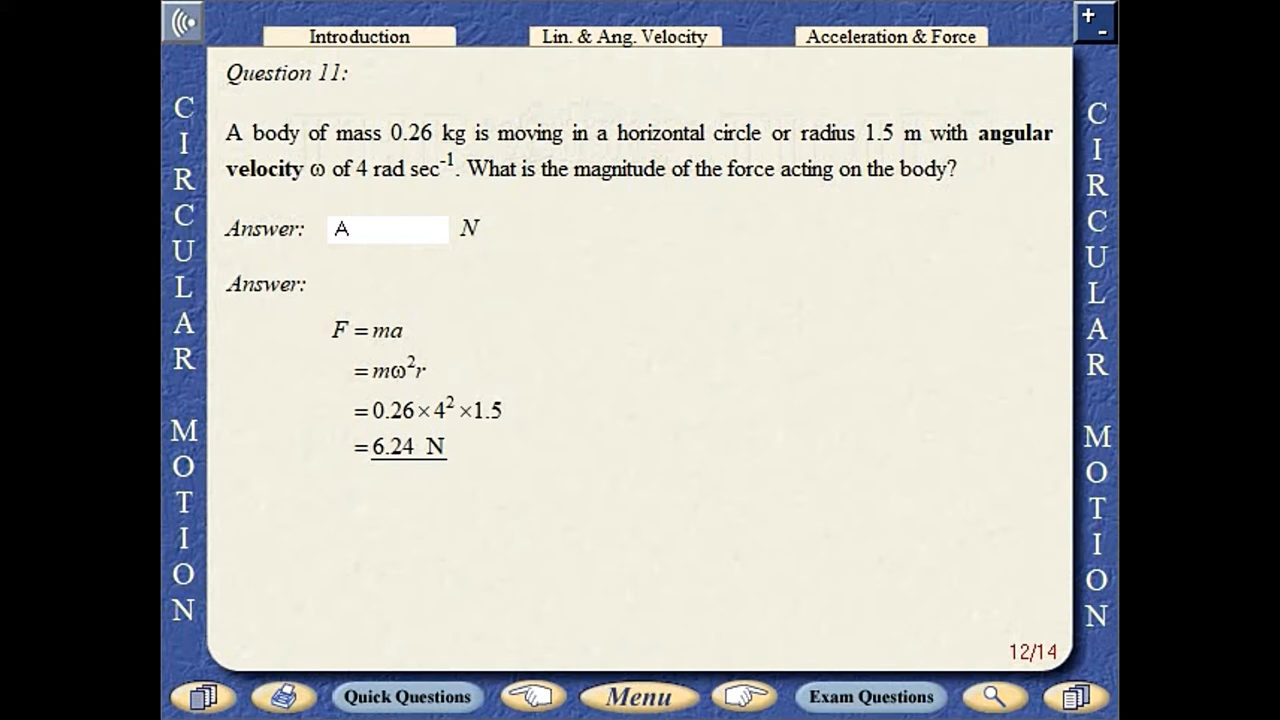 Introduction
Lin. & Ang. Velocity
Acceleration & Force
+
-
CIRCULAR MOTION
Question 11:
A body of mass 0.26 kg is moving in a horizontal circle or radius 1.5 m with angular
velocity ω of 4 rad sec⁻¹. What is the magnitude of the force acting on the body?
Answer: A N
Answer:
F = ma
= mω²r
= 0.26 × 4² × 1.5
= 6.24 N
CIRCULAR MOTION
12/14
Quick Questions
Menu
Exam Questions